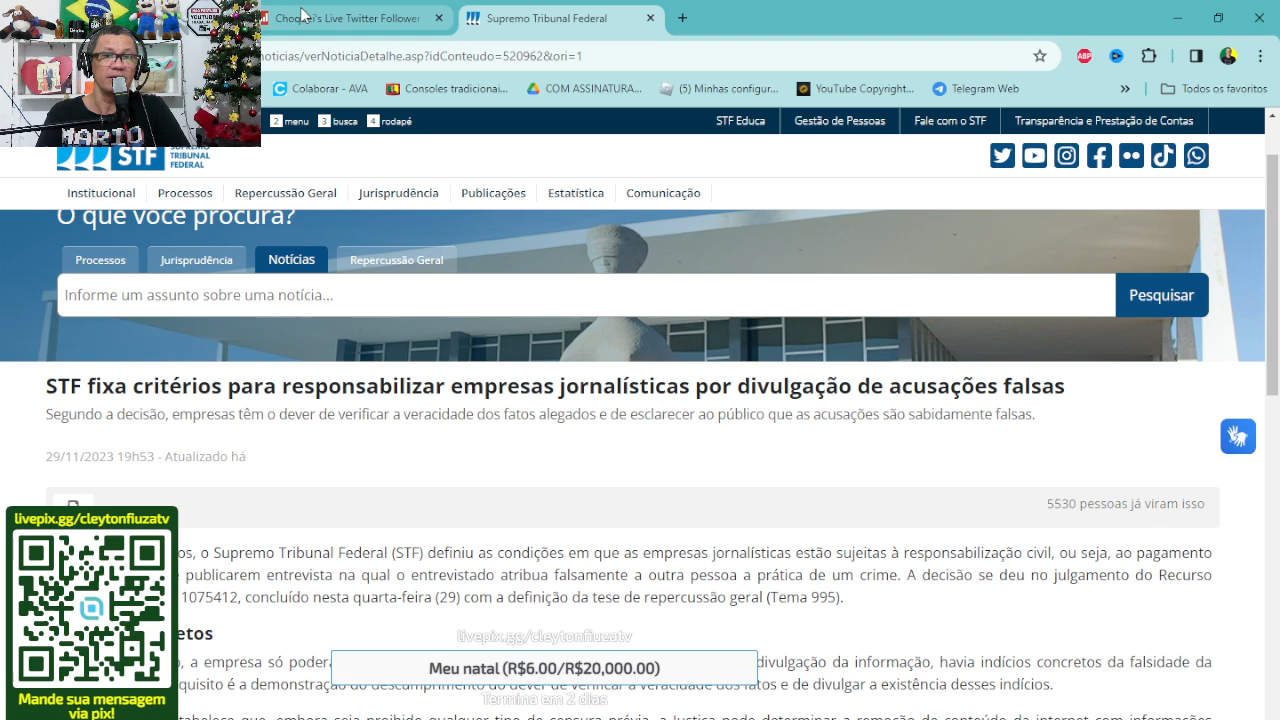 Choquei's Live Twitter Follower
Supremo Tribunal Federal
noticias/verNoticiaDetalhe.asp?idConteudo=520962&ori=1
ABP
Colaborar - AVA
Consoles tradicionai...
COM ASSINATURA...
(5) Minhas configur...
YouTube Copyright...
Telegram Web
Todos os favoritos
2 menu
3 busca
4 rodapé
STF Educa
Gestão de Pessoas
Fale com o STF
Transparência e Prestação de Contas
MARIO
STF
SUPREMO
TRIBUNAL
FEDERAL
Institucional
Processos
Repercussão Geral
Jurisprudência
Publicações
Estatística
Comunicação
O que você procura?
Processos
Jurisprudência
Notícias
Repercussão Geral
Informe um assunto sobre uma notícia...
Pesquisar
STF fixa critérios para responsabilizar empresas jornalísticas por divulgação de acusações falsas
Segundo a decisão, empresas têm o dever de verificar a veracidade dos fatos alegados e de esclarecer ao público que as acusações são sabidamente falsas.
29/11/2023 19h53 - Atualizado há
5530 pessoas já viram isso
livepix.gg/cleytonfiuzatv
os, o Supremo Tribunal Federal (STF) definiu as condições em que as empresas jornalísticas estão sujeitas à responsabilização civil, ou seja, ao pagamento
publicarem entrevista na qual o entrevistado atribua falsamente a outra pessoa a prática de um crime. A decisão se deu no julgamento do Recurso
1075412, concluído nesta quarta-feira (29) com a definição da tese de repercussão geral (Tema 995).
etos
livepix.gg/cleytonfiuzatv
, a empresa só poderá
divulgação da informação, havia indícios concretos da falsidade da
Meu natal (R$6.00/R$20,000.00)
quisito é a demonstração do descumprimento do dever de verificar a veracidade dos fatos e de divulgar a existência desses indícios.
Termina em 2 dias
Mande sua mensagem
via pix!